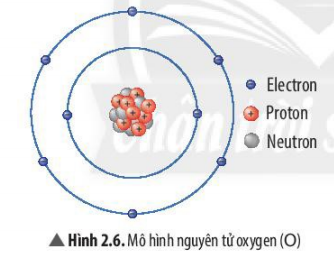 Electron
Proton
Neutron
▲ Hình 2.6. Mô hình nguyên tử oxygen (O)